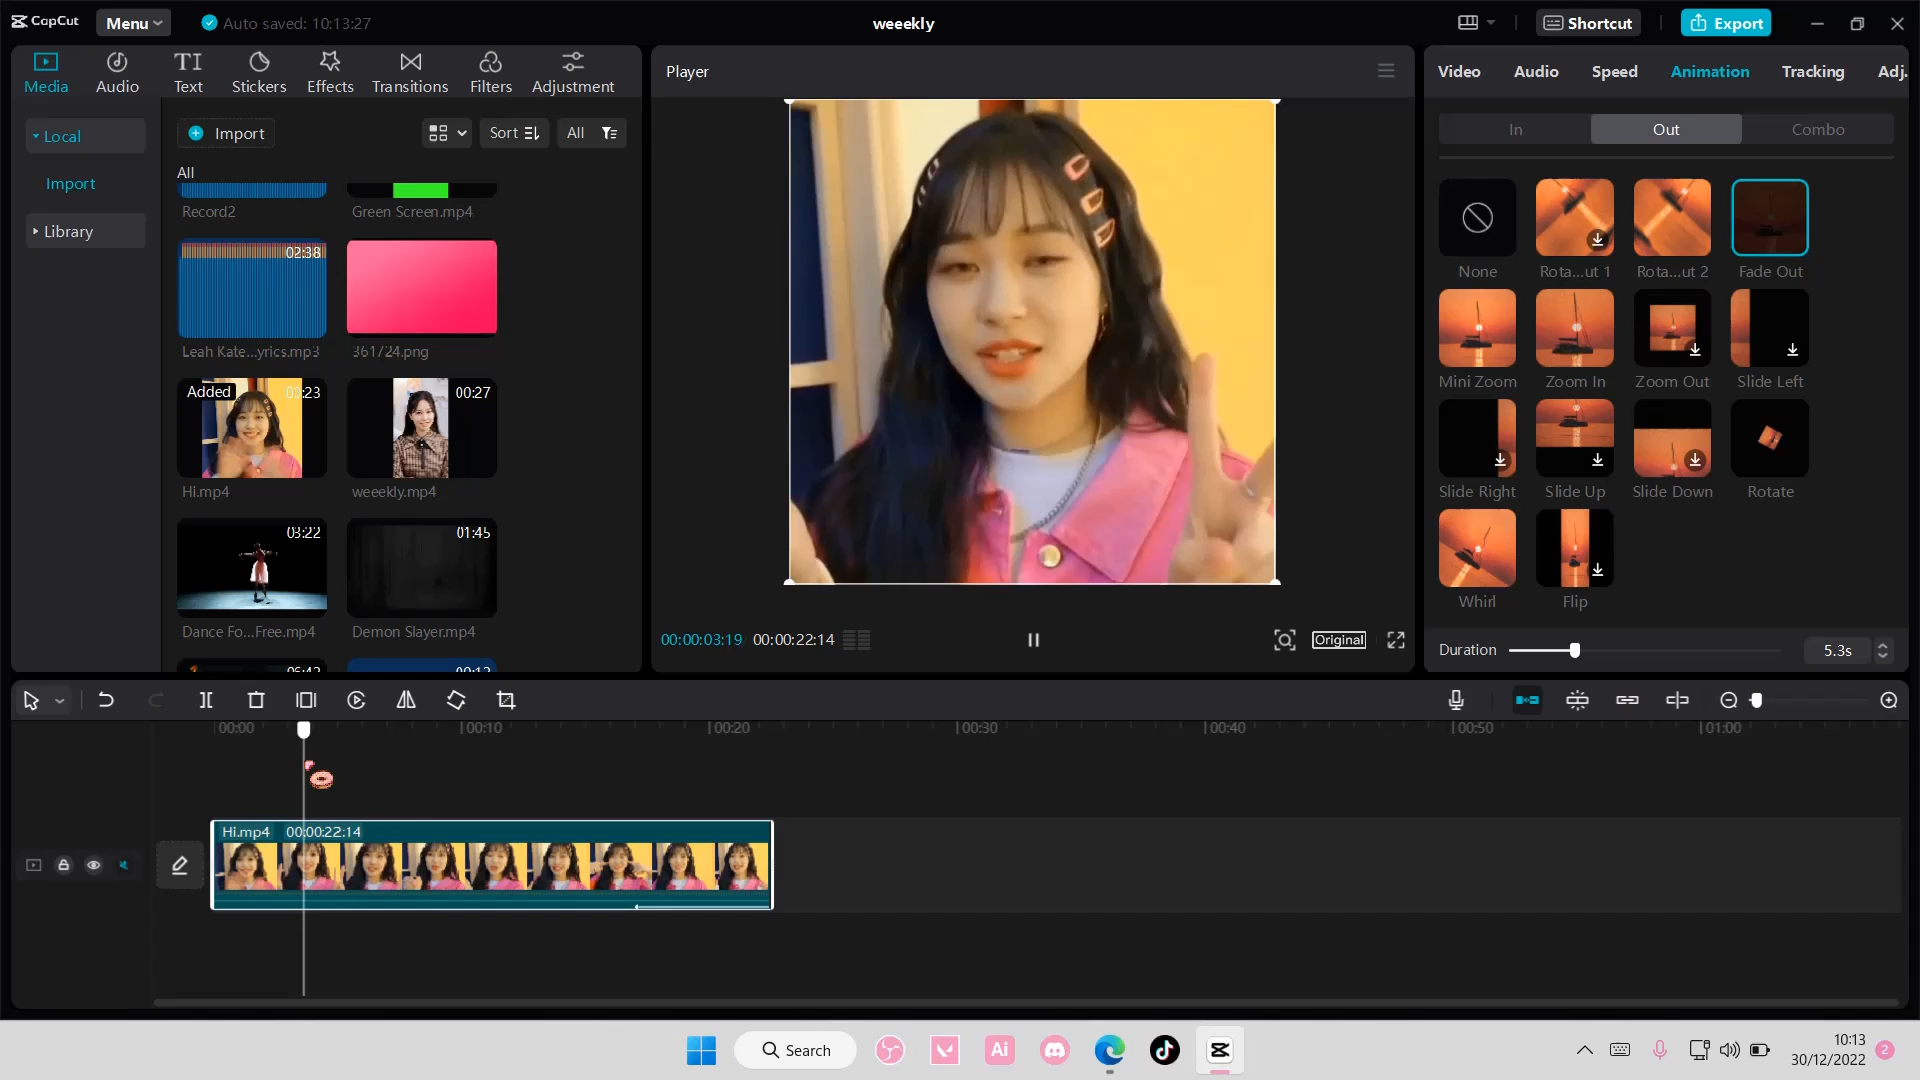 CapCut
Menu
Auto saved: 10:13:27
weeekly
Shortcut
Export
Media
Audio
Text
Stickers
Effects
Transitions
Filters
Adjustment
Local
Import
Library
Import
Sort
All
All
Record2
Green Screen.mp4
02:38
Leah Kate...yrics.mp3
361724.png
Added
00:23
00:27
Hi.mp4
weeekly.mp4
03:22
01:45
Dance Fo...Free.mp4
Demon Slayer.mp4
Player
00:00:03:19
00:00:22:14
Original
Video
Audio
Speed
Animation
Tracking
Adj.
In
Out
Combo
None
Rota...ut 1
Rota...ut 2
Fade Out
Mini Zoom
Zoom In
Zoom Out
Slide Left
Slide Right
Slide Up
Slide Down
Rotate
Whirl
Flip
Duration
5.3s
00:00
00:10
00:20
00:30
00:40
00:50
01:00
Hi.mp4
00:00:22:14
Search
Ai
10:13
30/12/2022
2